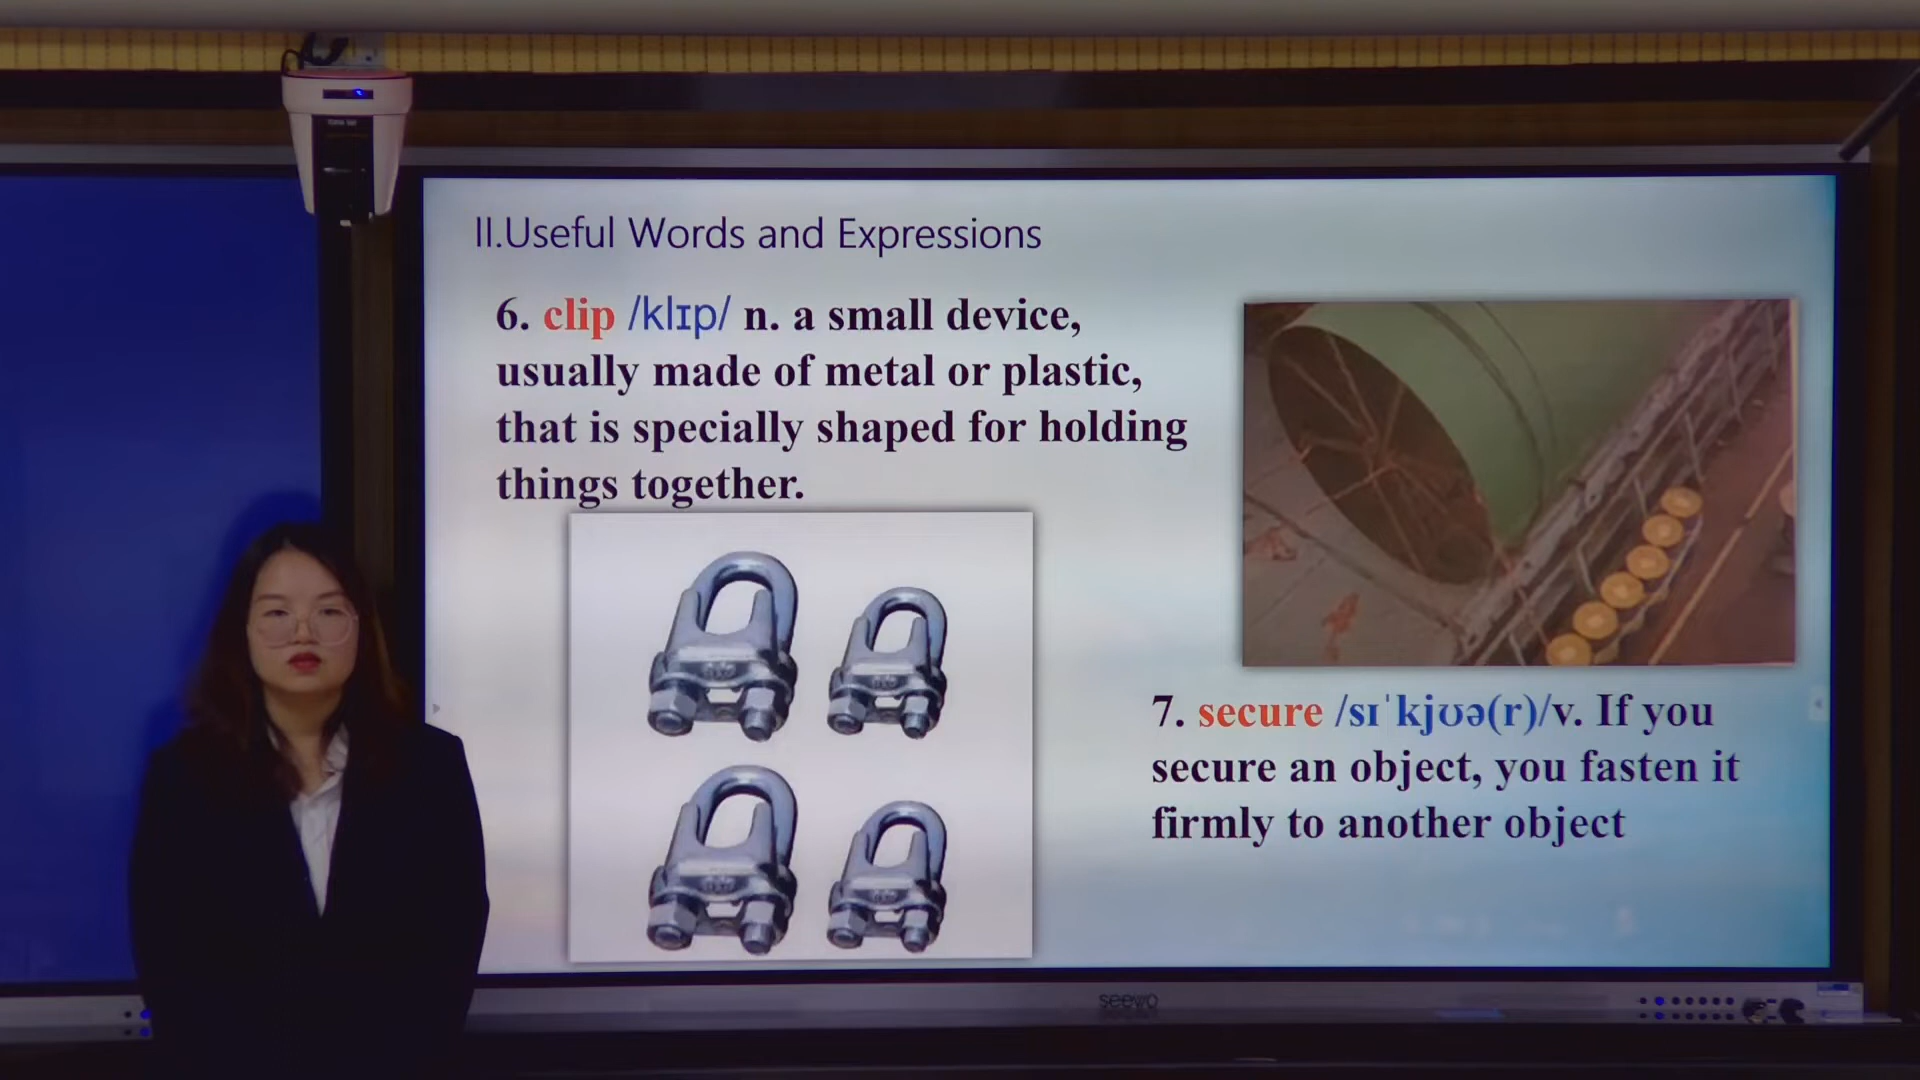 II.Useful Words and Expressions
6. clip /klɪp/ n. a small device,
usually made of metal or plastic,
that is specially shaped for holding
things together.
7. secure /sɪˈkjʊə(r)/v. If you
secure an object, you fasten it
firmly to another object
seewo